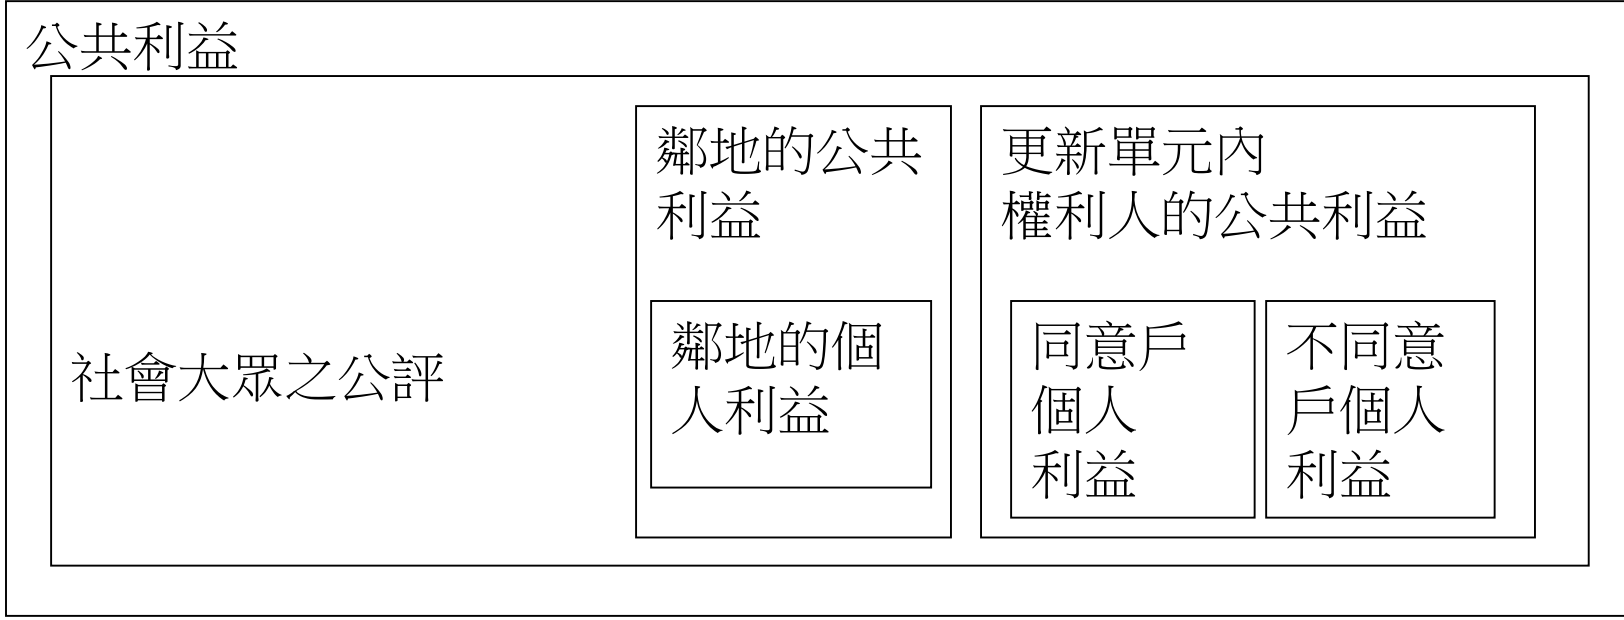 公共利益
鄰地的公共
利益
更新單元內
權利人的公共利益
社會大眾之公評
鄰地的個
人利益
同意戶
個人
利益
不同意
戶個人
利益